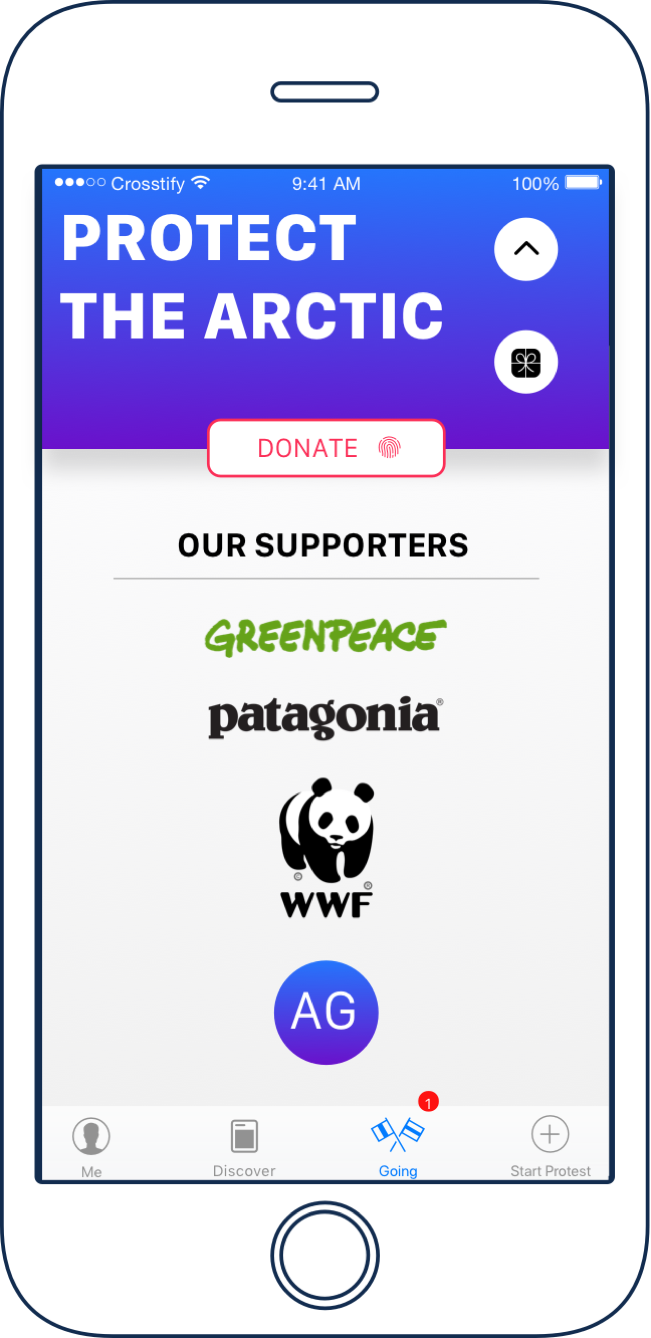 Crosstify 9:41 AM 100%
PROTECT
THE ARCTIC
DONATE
OUR SUPPORTERS
GREENPEACE
patagonia®
© ®
WWF
AG
1
Me Discover Going Start Protest